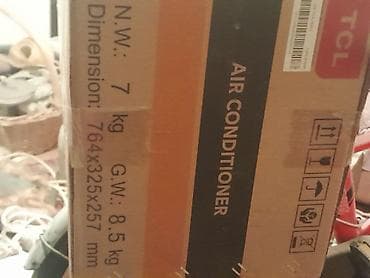 TCL
AIR CONDITIONER
N.W.: 7 kg G.W.: 8.5 kg
Dimension: 764x325x257 mm